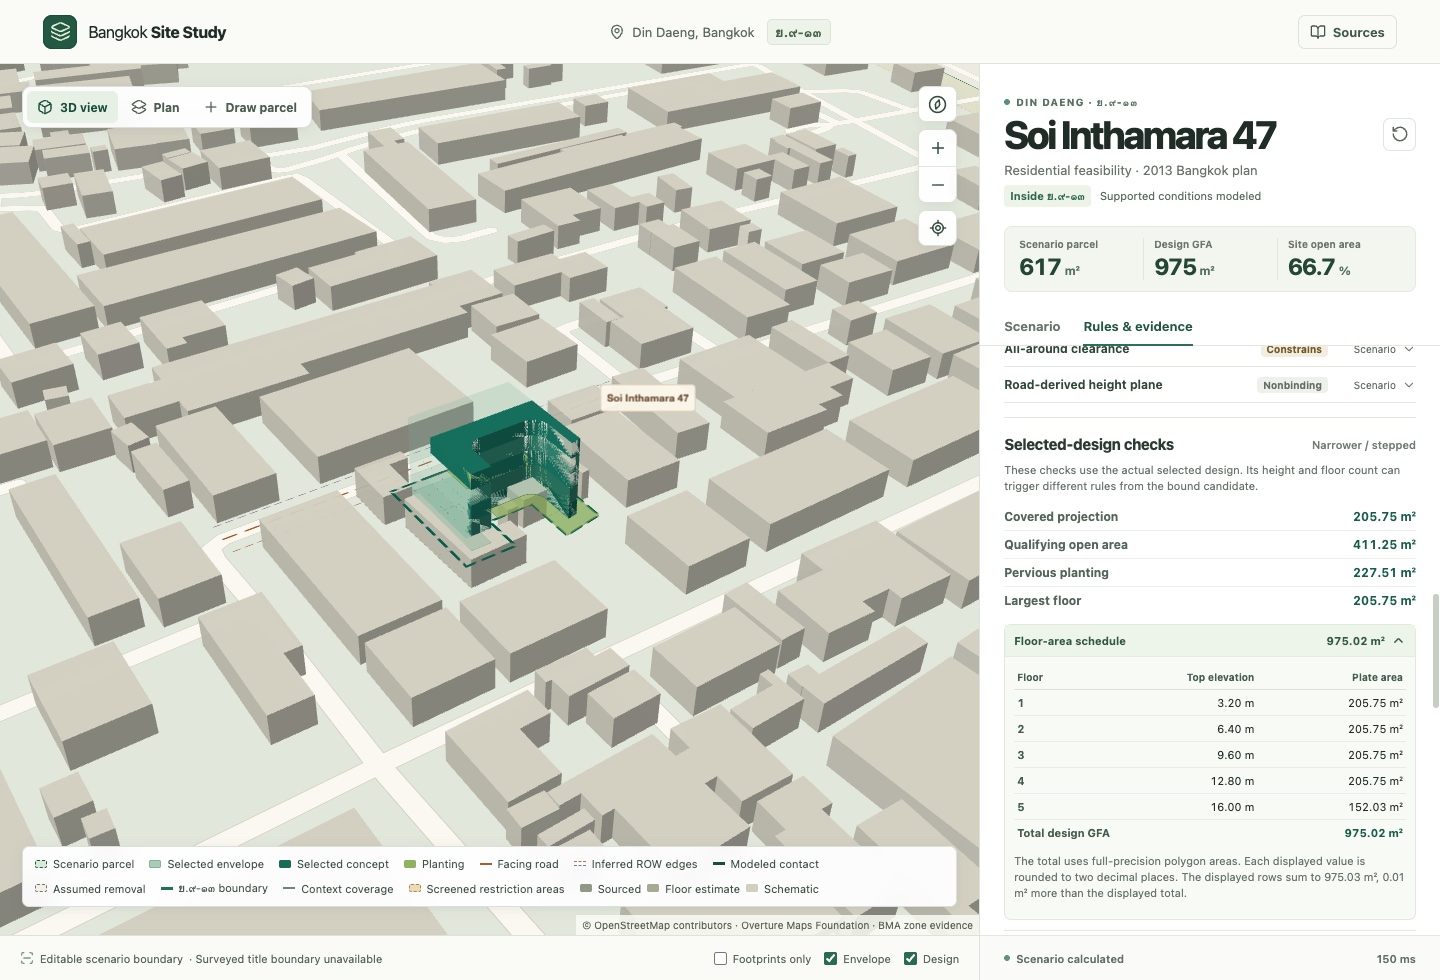 Bangkok Site Study
Din Daeng, Bangkok
ย.๙-๑๓
Sources
3D view
Plan
Draw parcel
Soi Inthamara 47
DIN DAENG · ย.๙-๑๓
Soi Inthamara 47
Residential feasibility · 2013 Bangkok plan
Inside ย.๙-๑๓ Supported conditions modeled
Scenario parcel
617 m²
Design GFA
975 m²
Site open area
66.7 %
Scenario
Rules & evidence
All-around clearance Constrains Scenario
Road-derived height plane Nonbinding Scenario
Selected-design checks Narrower / stepped
These checks use the actual selected design. Its height and floor count can
trigger different rules from the bound candidate.
Covered projection 205.75 m²
Qualifying open area 411.25 m²
Pervious planting 227.51 m²
Largest floor 205.75 m²
Floor-area schedule 975.02 m²
Floor Top elevation Plate area
1 3.20 m 205.75 m²
2 6.40 m 205.75 m²
3 9.60 m 205.75 m²
4 12.80 m 205.75 m²
5 16.00 m 152.03 m²
Total design GFA 975.02 m²
The total uses full-precision polygon areas. Each displayed value is
rounded to two decimal places. The displayed rows sum to 975.03 m², 0.01
m² more than the displayed total.
Scenario parcel Selected envelope Selected concept Planting Facing road Inferred ROW edges Modeled contact
Assumed removal ย.๙-๑๓ boundary Context coverage Screened restriction areas Sourced Floor estimate Schematic
© OpenStreetMap contributors · Overture Maps Foundation · BMA zone evidence
Editable scenario boundary · Surveyed title boundary unavailable
Footprints only Envelope Design
Scenario calculated 150 ms